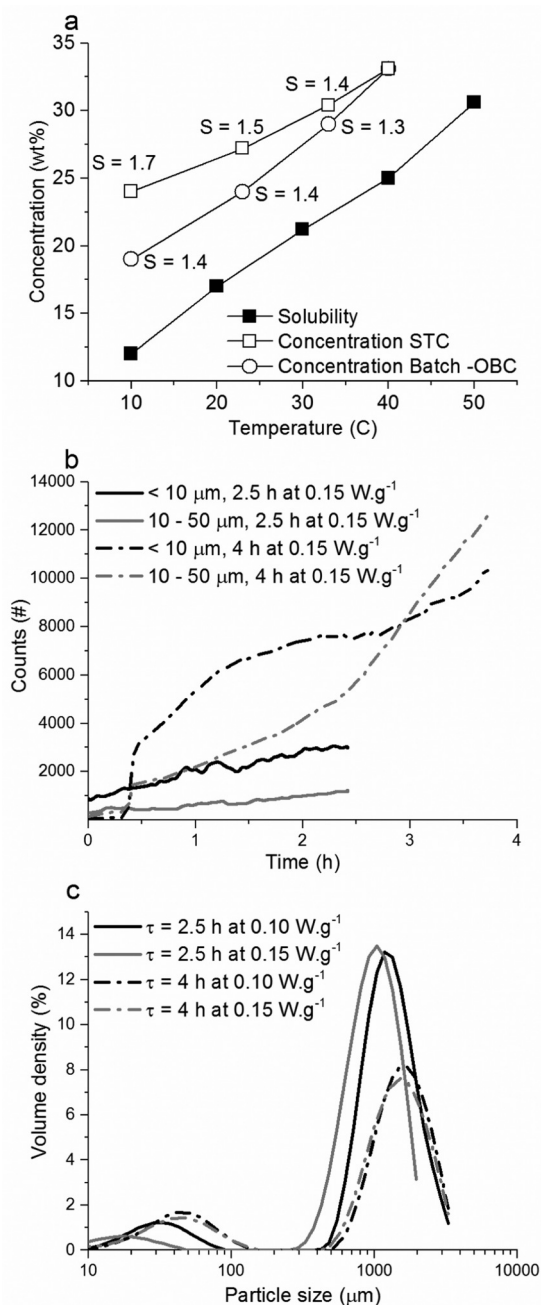 a
35
30
25
20
15
10
Concentration (wt%)
S = 1.4
S = 1.5
S = 1.7
S = 1.3
S = 1.4
S = 1.4
Solubility
Concentration STC
Concentration Batch -OBC
10 20 30 40 50
Temperature (C)
b
14000
12000
10000
8000
6000
4000
2000
Counts (#)
< 10 μm, 2.5 h at 0.15 W.g⁻¹
10 - 50 μm, 2.5 h at 0.15 W.g⁻¹
< 10 μm, 4 h at 0.15 W.g⁻¹
10 - 50 μm, 4 h at 0.15 W.g⁻¹
0 1 2 3 4
Time (h)
c
14
12
10
8
6
4
2
0
Volume density (%)
τ = 2.5 h at 0.10 W.g⁻¹
τ = 2.5 h at 0.15 W.g⁻¹
τ = 4 h at 0.10 W.g⁻¹
τ = 4 h at 0.15 W.g⁻¹
10 100 1000 10000
Particle size (μm)